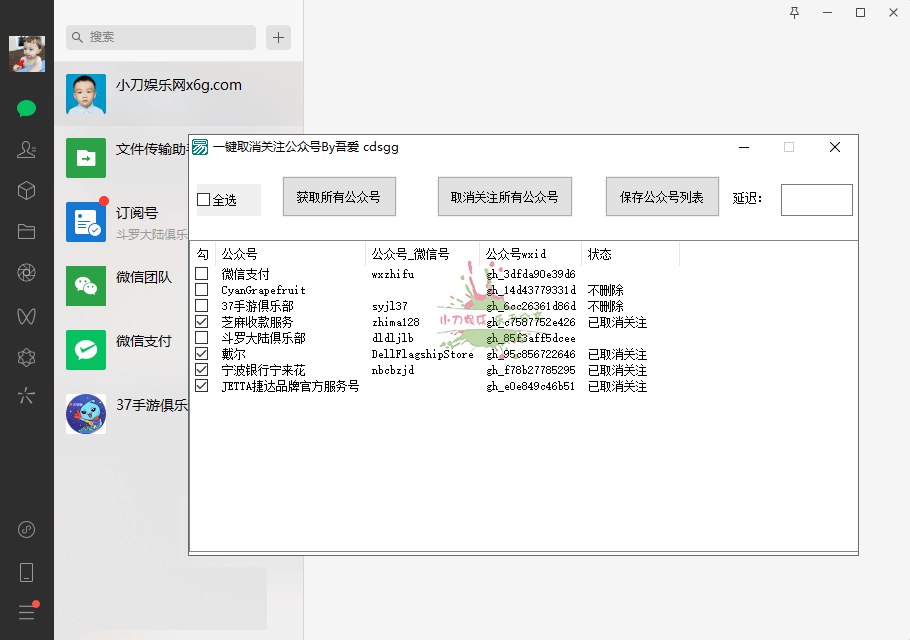 搜索
小刀娱乐网x6g.com
文件传输助
订阅号
斗罗大陆俱乐
微信团队
微信支付
37手游俱乐
一键取消关注公众号By吾爱 cdsgg
全选 获取所有公众号 取消关注所有公众号 保存公众号列表 延迟：
勾 公众号 公众号_微信号 公众号wxid 状态
微信支付 wxzhifu gh_3dfda90e39d6
CyanGrapefruit gh_14d43779331d 不删除
37手游俱乐部 syjl37 gh_6ec26361d86d 不删除
芝麻收款服务 zhima128 gh_c7587752e426 已取消关注
斗罗大陆俱乐部 dldljlb gh_85f3aff5dcee
戴尔 DellFlagshipStore gh_95c856722646 已取消关注
宁波银行宁来花 nbcbzjd gh_f78b27785295 已取消关注
JETTA捷达品牌官方服务号 gh_e0e849c46b51 已取消关注